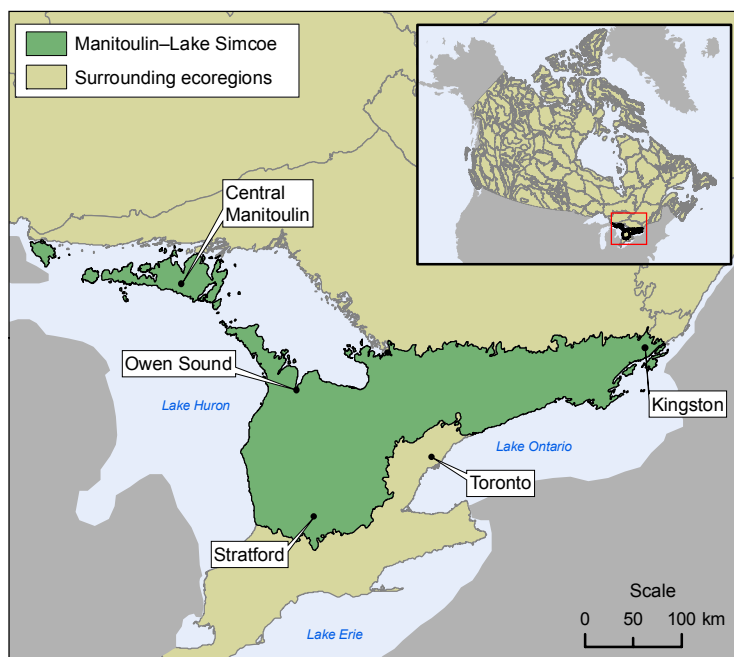 Manitoulin–Lake Simcoe
Surrounding ecoregions
Central
Manitoulin
Owen Sound
Lake Huron
Kingston
Lake Ontario
Toronto
Stratford
Scale
0 50 100 km
Lake Erie